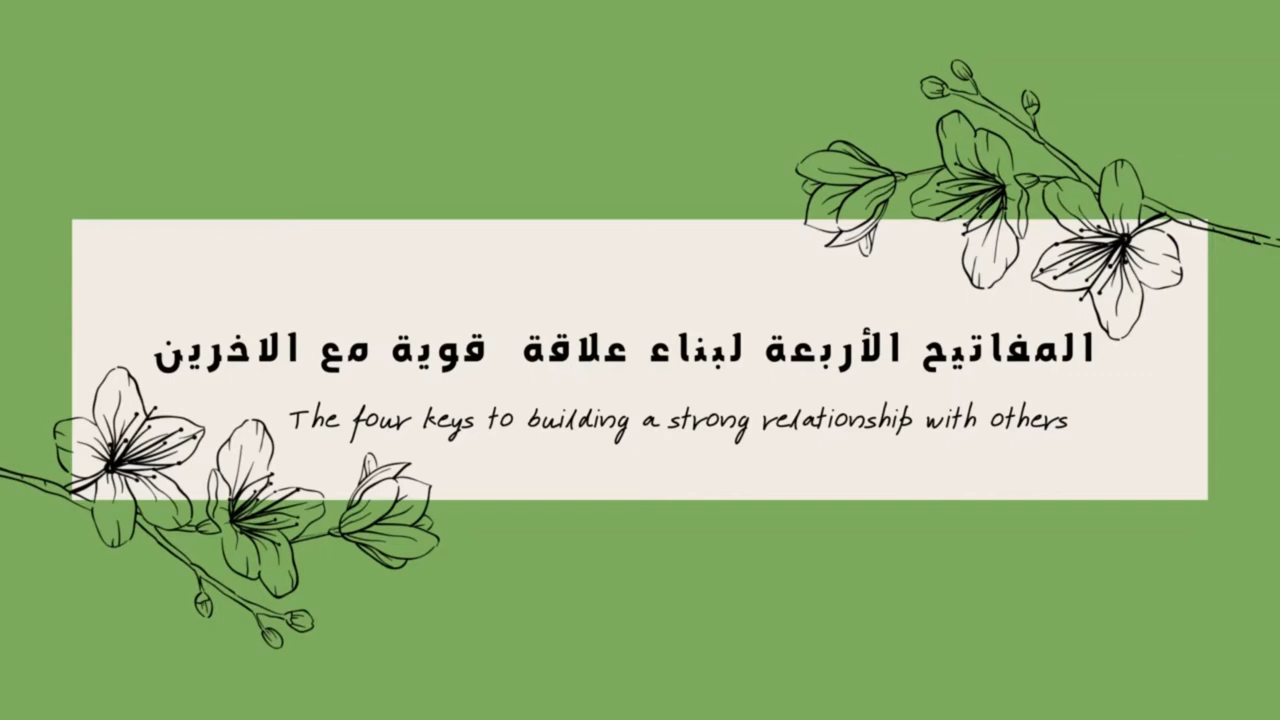 المفاتيح الأربعة لبناء علاقة قوية مع الاخرين
The four keys to building a strong relationship with others